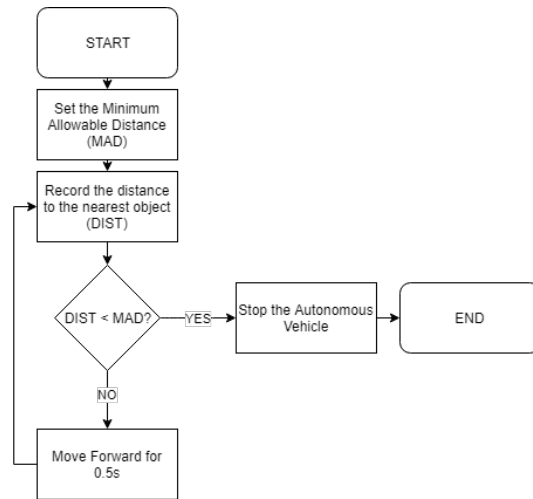 START
Set the Minimum
Allowable Distance
(MAD)
Record the distance
to the nearest object
(DIST)
DIST < MAD?
YES
Stop the Autonomous
Vehicle
END
NO
Move Forward for
0.5s